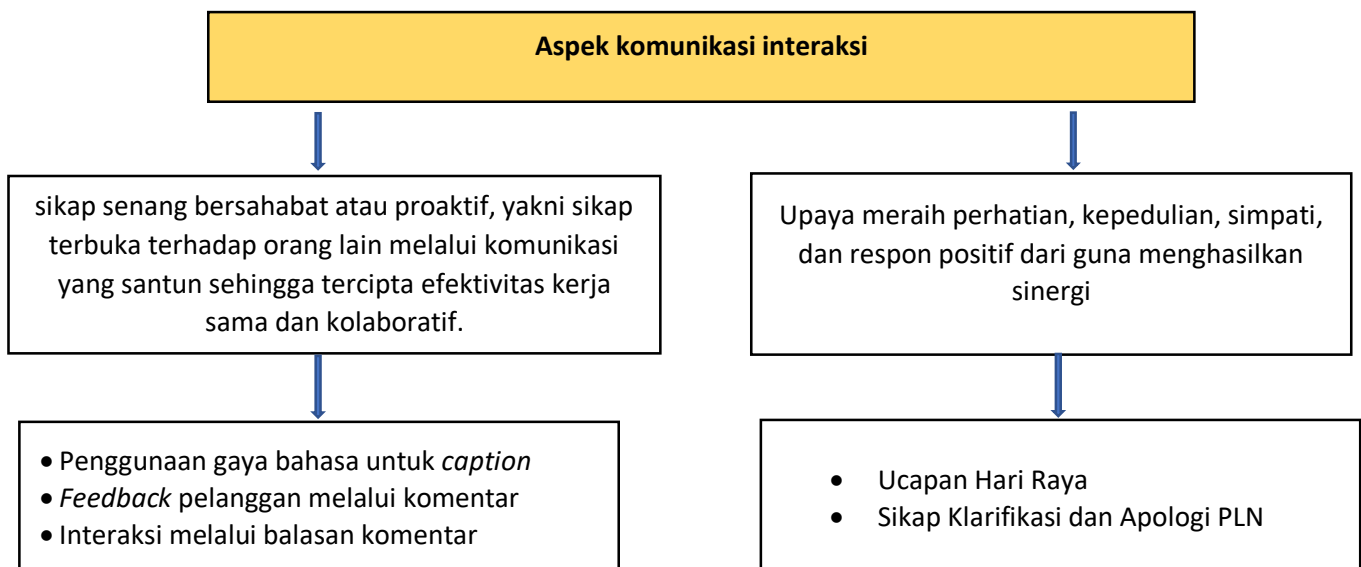 Aspek komunikasi interaksi
sikap senang bersahabat atau proaktif, yakni sikap
terbuka terhadap orang lain melalui komunikasi
yang santun sehingga tercipta efektivitas kerja
sama dan kolaboratif.
Upaya meraih perhatian, kepedulian, simpati,
dan respon positif dari guna menghasilkan
sinergi
• Penggunaan gaya bahasa untuk caption
• Feedback pelanggan melalui komentar
• Interaksi melalui balasan komentar
• Ucapan Hari Raya
• Sikap Klarifikasi dan Apologi PLN